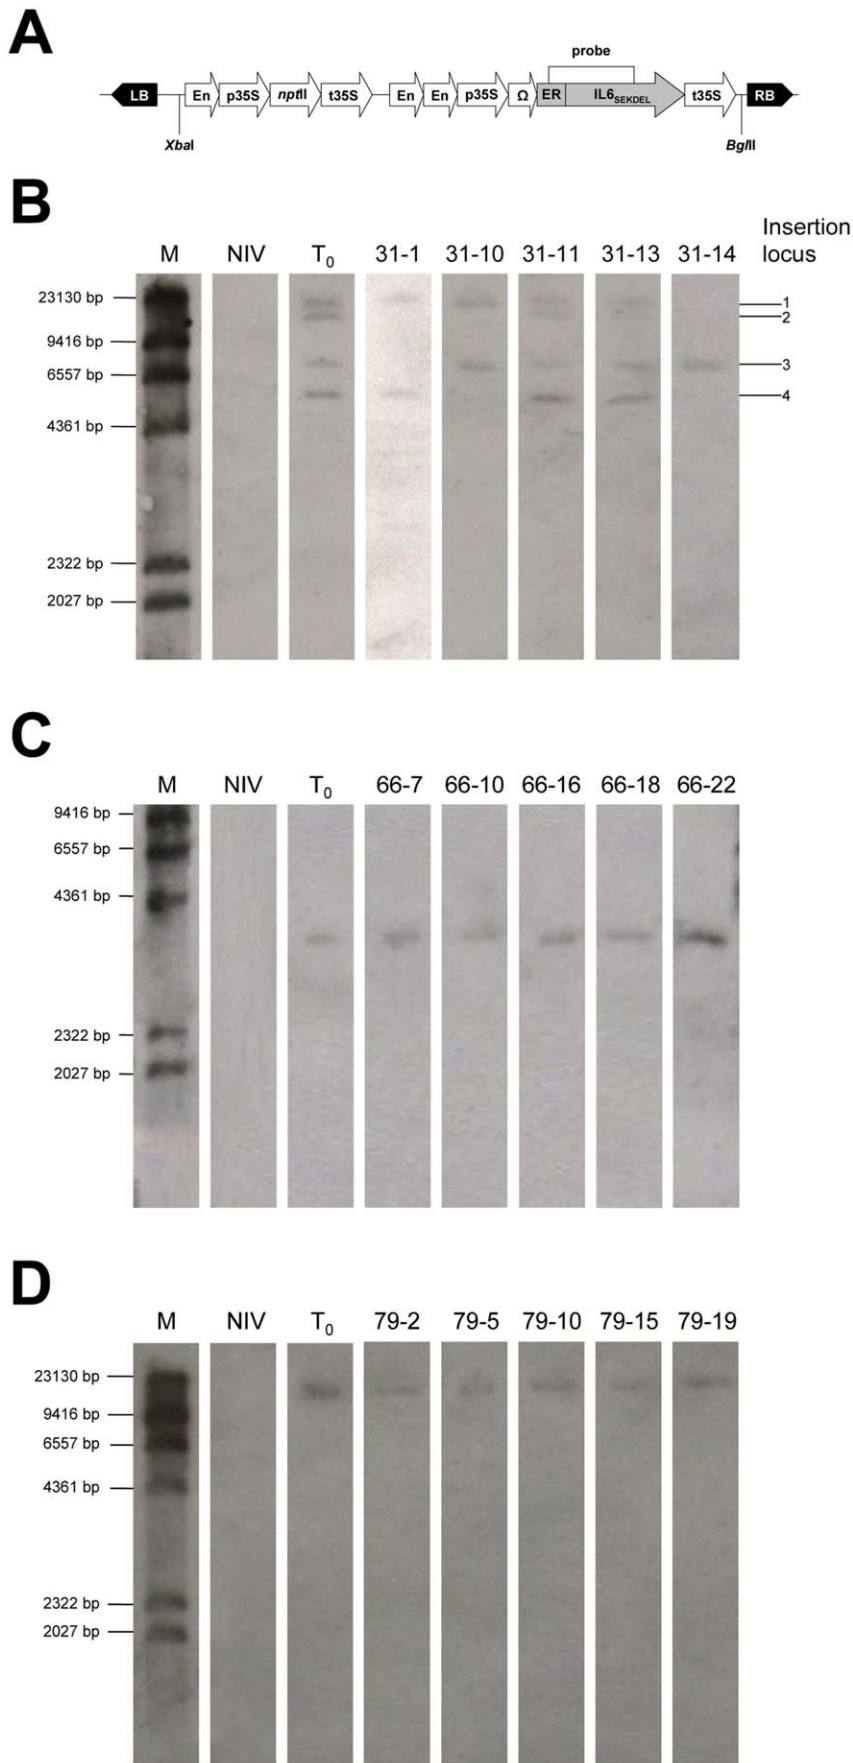 A
probe
LB En p35S nptII t35S En En p35S Ω ER IL6SEKDEL t35S RB
XbaI BglII
B
Insertion
M NIV T0 31-1 31-10 31-11 31-13 31-14 locus
23130 bp 1
2
9416 bp
6557 bp 3
4
4361 bp
2322 bp
2027 bp
C
M NIV T0 66-7 66-10 66-16 66-18 66-22
9416 bp
6557 bp
4361 bp
2322 bp
2027 bp
D
M NIV T0 79-2 79-5 79-10 79-15 79-19
23130 bp
9416 bp
6557 bp
4361 bp
2322 bp
2027 bp